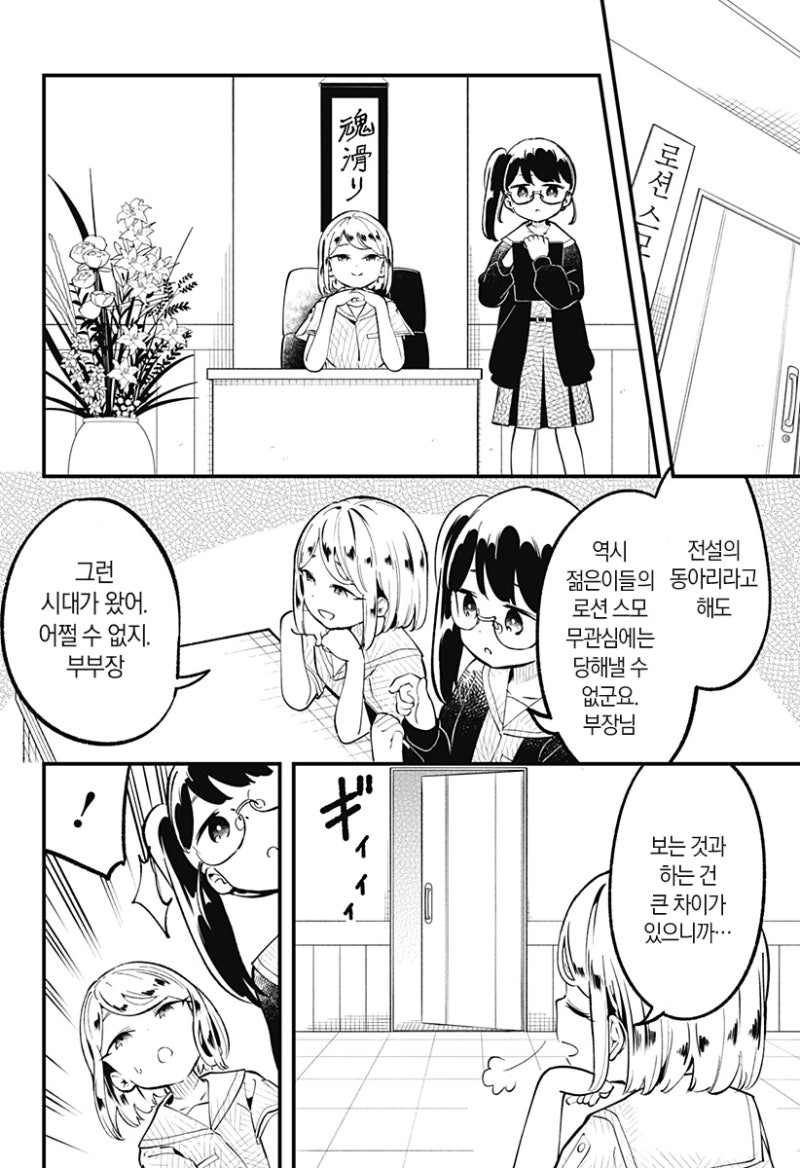 로션 스모
魂滑り
전설의
동아리라고
해도
역시
젊은이들의
로션 스모
무관심에는
당해낼 수
없군요.
부장님
그런
시대가 왔어.
어쩔 수 없지.
부부장
보는 것과
하는 건
큰 차이가
있으니까…
ギィイイ
!